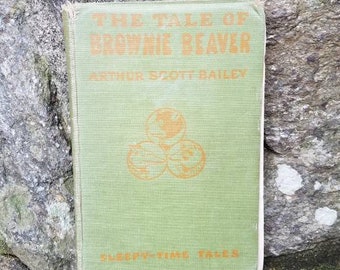 THE TALE OF
BROWNIE BEAVER
ARTHUR SCOTT BAILEY
SLEEPY-TIME TALES